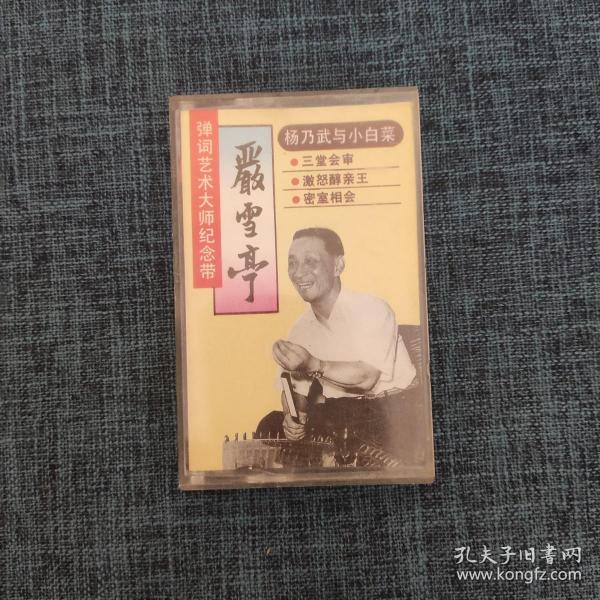 弹词艺术大师纪念带
嚴雪亭
杨乃武与小白菜
三堂会审
激怒醇亲王
密室相会
孔夫子旧書网
www.kongfz.com